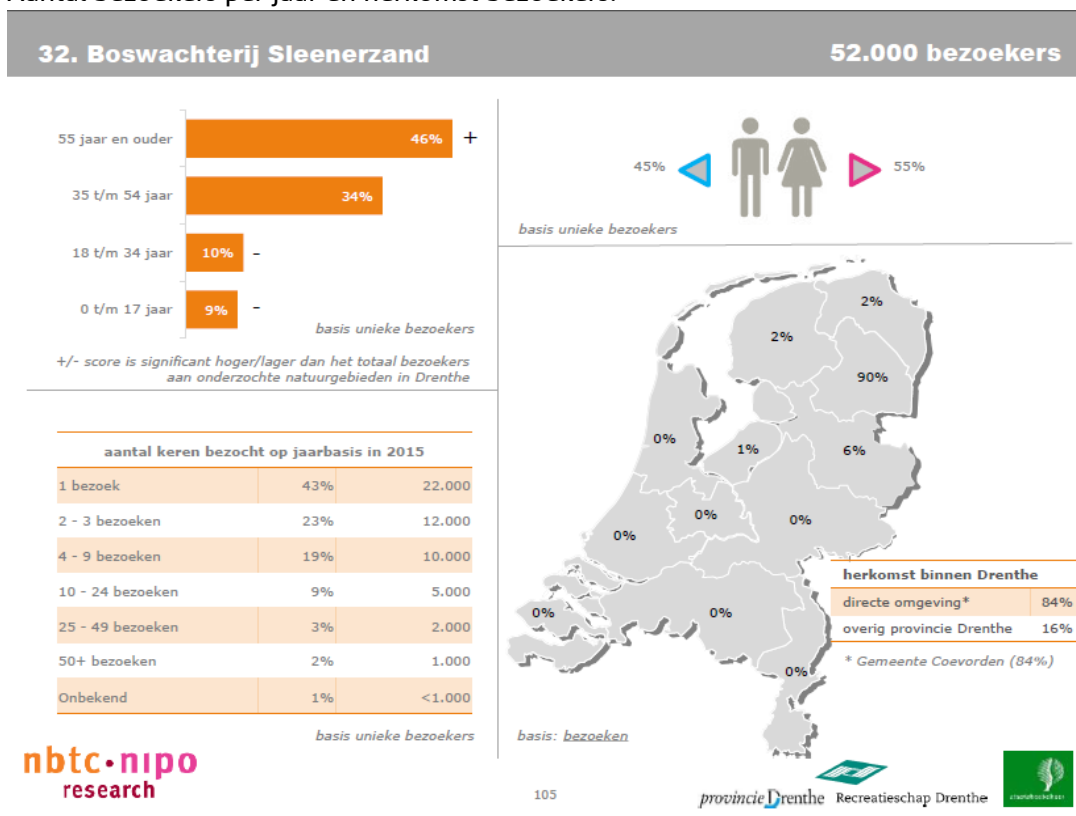 32. Boswachterij Sleenerzand
52.000 bezoekers
55 jaar en ouder 46% +
35 t/m 54 jaar 34%
18 t/m 34 jaar 10% -
0 t/m 17 jaar 9% -
basis unieke bezoekers
+/- score is significant hoger/lager dan het totaal bezoekers
aan onderzochte natuurgebieden in Drenthe
45% 55%
basis unieke bezoekers
aantal keren bezocht op jaarbasis in 2015
1 bezoek 43% 22.000
2 - 3 bezoeken 23% 12.000
4 - 9 bezoeken 19% 10.000
10 - 24 bezoeken 9% 5.000
25 - 49 bezoeken 3% 2.000
50+ bezoeken 2% 1.000
Onbekend 1% <1.000
basis unieke bezoekers
2%
2%
90%
0%
1%
6%
0%
0%
0%
0%
0%
0%
herkomst binnen Drenthe
directe omgeving* 84%
overig provincie Drenthe 16%
* Gemeente Coevorden (84%)
basis: bezoeken
nbtc•nipo
research
105
provincie Drenthe
Recreatieschap Drenthe